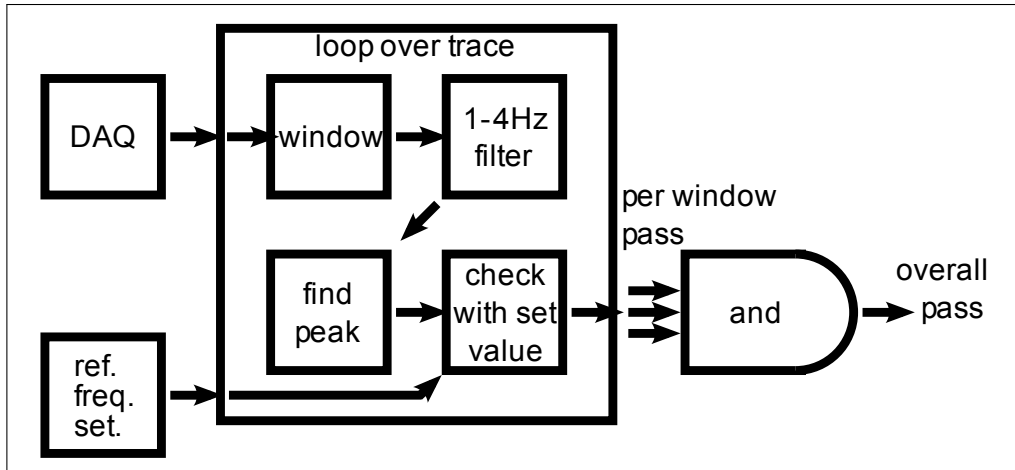 loop over trace
DAQ
window
1-4Hz
filter
per window
pass
find
peak
check
with set
value
and
overall
pass
ref.
freq.
set.